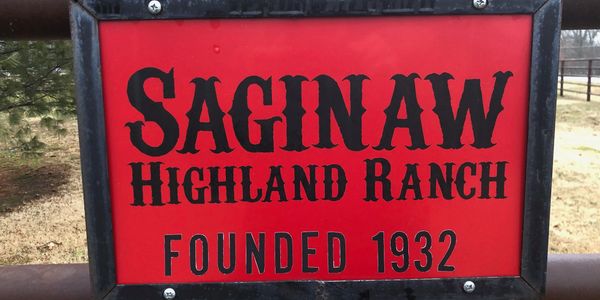 SAGINAW
HIGHLAND RANCH
FOUNDED 1932